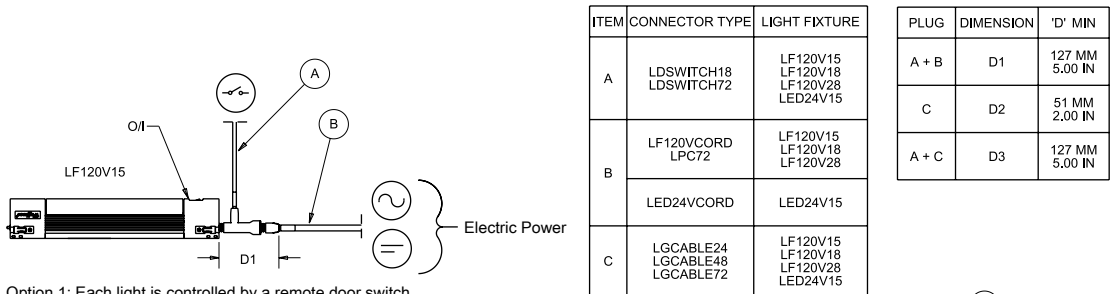 O/I
LF120V15
A
B
D1
Electric Power
Option 1: Each light is controlled by a remote door switch
ITEM CONNECTOR TYPE LIGHT FIXTURE
A
LDSWITCH18
LDSWITCH72
LF120V15
LF120V18
LF120V28
LED24V15
B
LF120VCORD
LPC72
LF120V15
LF120V18
LF120V28
LED24VCORD LED24V15
C
LGCABLE24
LGCABLE48
LGCABLE72
LF120V15
LF120V18
LF120V28
LED24V15
PLUG DIMENSION 'D' MIN
A + B D1 127 MM
5.00 IN
C D2 51 MM
2.00 IN
A + C D3 127 MM
5.00 IN